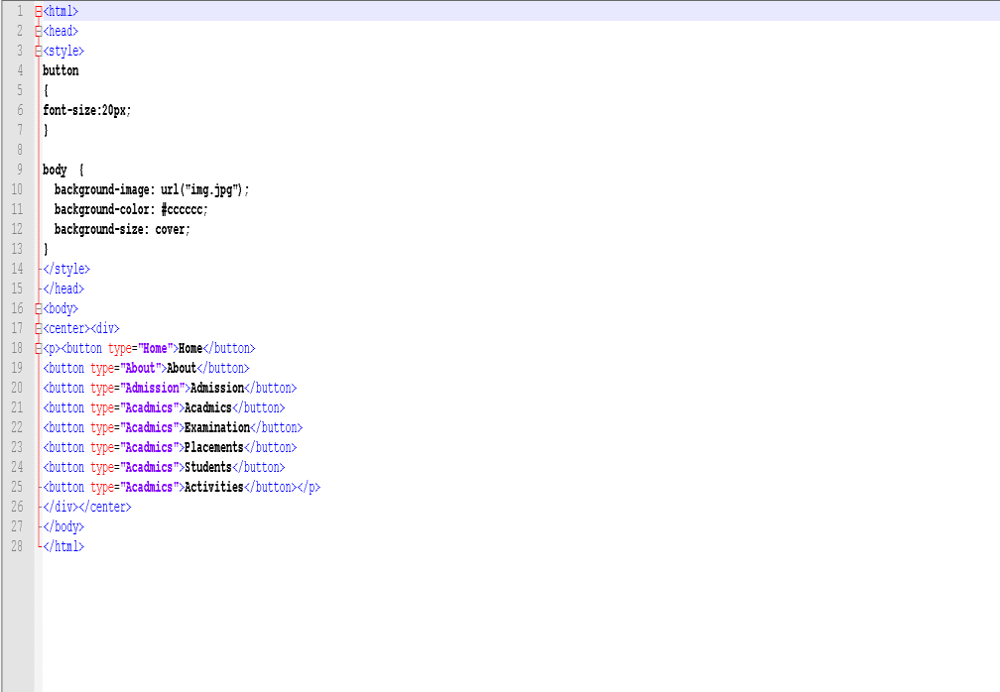 1 <html>
2 <head>
3 <style>
4 button
5 {
6 font-size:20px;
7 }
8
9 body  {
10   background-image: url("img.jpg");
11   background-color: #cccccc;
12   background-size: cover;
13 }
14 </style>
15 </head>
16 <body>
17 <center><div>
18 <p><button type="Home">Home</button>
19 <button type="About">About</button>
20 <button type="Admission">Admission</button>
21 <button type="Acadmics">Acadmics</button>
22 <button type="Acadmics">Examination</button>
23 <button type="Acadmics">Placements</button>
24 <button type="Acadmics">Students</button>
25 <button type="Acadmics">Activities</button></p>
26 </div></center>
27 </body>
28 </html>